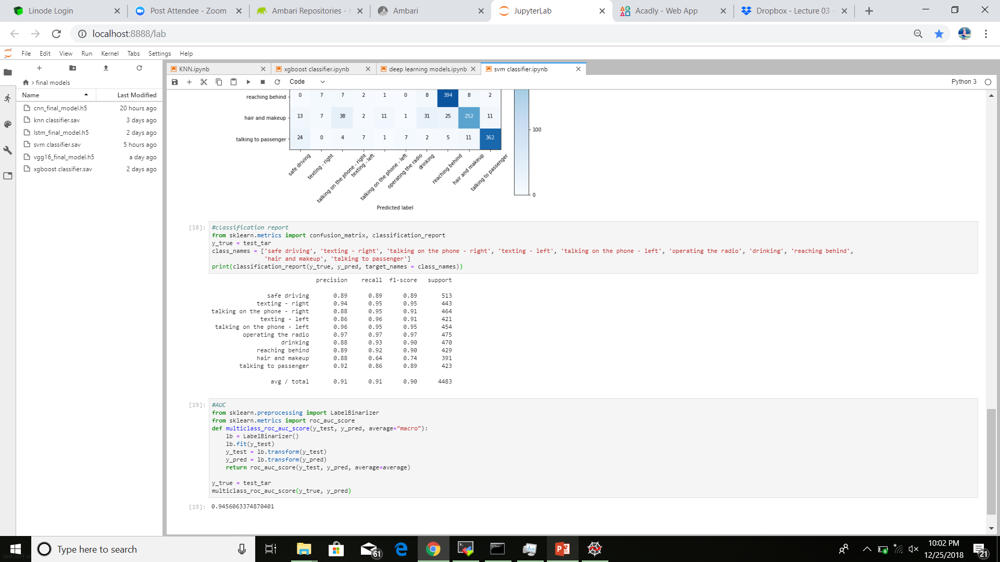 Linode Login
Post Attendee - Zoom
Ambari Repositories -
Ambari
JupyterLab
Acadly - Web App
Dropbox - Lecture 03 -
localhost:8888/lab
File Edit View Run Kernel Tabs Settings Help
KNN.ipynb
xgboost classifier.ipynb
deep learning models.ipynb
svm classifier.ipynb
final models
Code
Python 3
Name Last Modified
cnn_final_model.h5 20 hours ago
knn classifier.sav 3 days ago
lstm_final_model.h5 2 days ago
svm classifier.sav 5 hours ago
vgg16_final_model.h5 a day ago
xgboost classifier.sav 2 days ago
reaching behind 0 7 7 2 1 0 8 394 8 2
hair and makeup 13 7 38 2 11 1 31 25 252 11
talking to passenger 24 0 4 7 1 7 2 5 11 362
100
0
safe driving
texting - right
talking on the phone - right
texting - left
talking on the phone - left
operating the radio
drinking
reaching behind
hair and makeup
talking to passenger
Predicted label
[18]:
#classification report
from sklearn.metrics import confusion_matrix, classification_report
y_true = test_tar
class_names = ['safe driving', 'texting - right', 'talking on the phone - right', 'texting - left', 'talking on the phone - left', 'operating the radio', 'drinking', 'reaching behind',
'hair and makeup', 'talking to passenger']
print(classification_report(y_true, y_pred, target_names = class_names))
precision recall f1-score support
safe driving 0.89 0.89 0.89 513
texting - right 0.94 0.95 0.95 443
talking on the phone - right 0.88 0.95 0.91 464
texting - left 0.86 0.96 0.91 421
talking on the phone - left 0.96 0.95 0.95 454
operating the radio 0.97 0.97 0.97 475
drinking 0.88 0.93 0.90 470
reaching behind 0.89 0.92 0.90 429
hair and makeup 0.88 0.64 0.74 391
talking to passenger 0.92 0.86 0.89 423
avg / total 0.91 0.91 0.90 4483
[19]:
#AUC
from sklearn.preprocessing import LabelBinarizer
from sklearn.metrics import roc_auc_score
def multiclass_roc_auc_score(y_test, y_pred, average="macro"):
lb = LabelBinarizer()
lb.fit(y_test)
y_test = lb.transform(y_test)
y_pred = lb.transform(y_pred)
return roc_auc_score(y_test, y_pred, average=average)
y_true = test_tar
multiclass_roc_auc_score(y_true, y_pred)
[19]: 0.9456063374870401
Type here to search
61
10:02 PM
12/25/2018
21